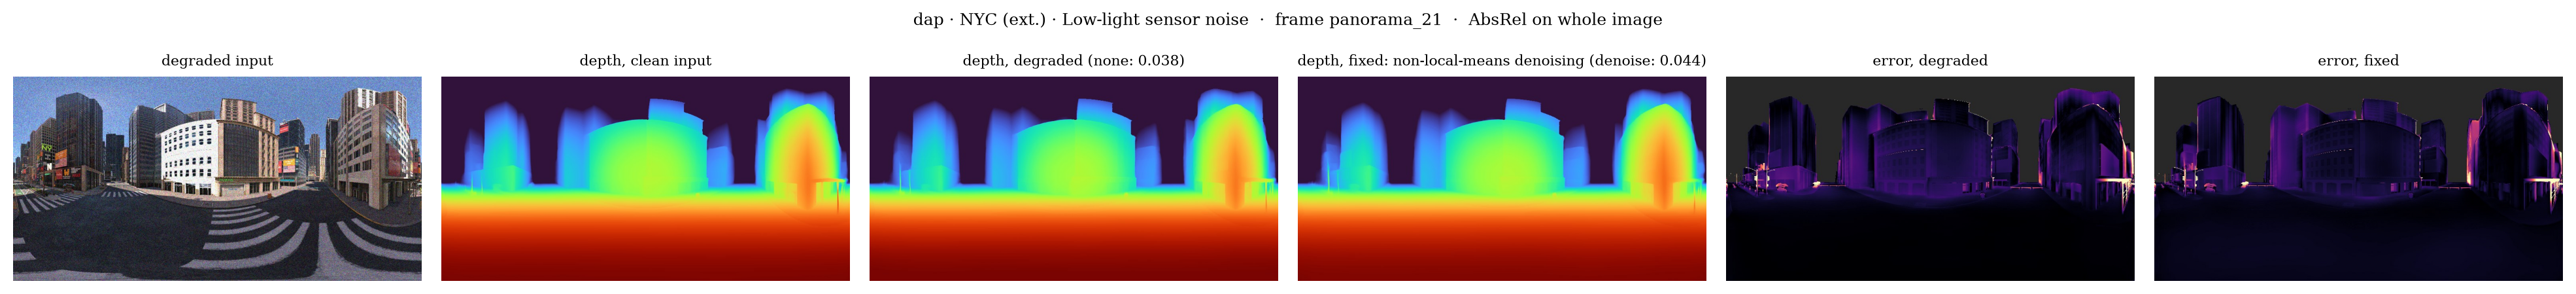 dap · NYC (ext.) · Low-light sensor noise · frame panorama_21 · AbsRel on whole image
degraded input
depth, clean input
depth, degraded (none: 0.038)
depth, fixed: non-local-means denoising (denoise: 0.044)
error, degraded
error, fixed